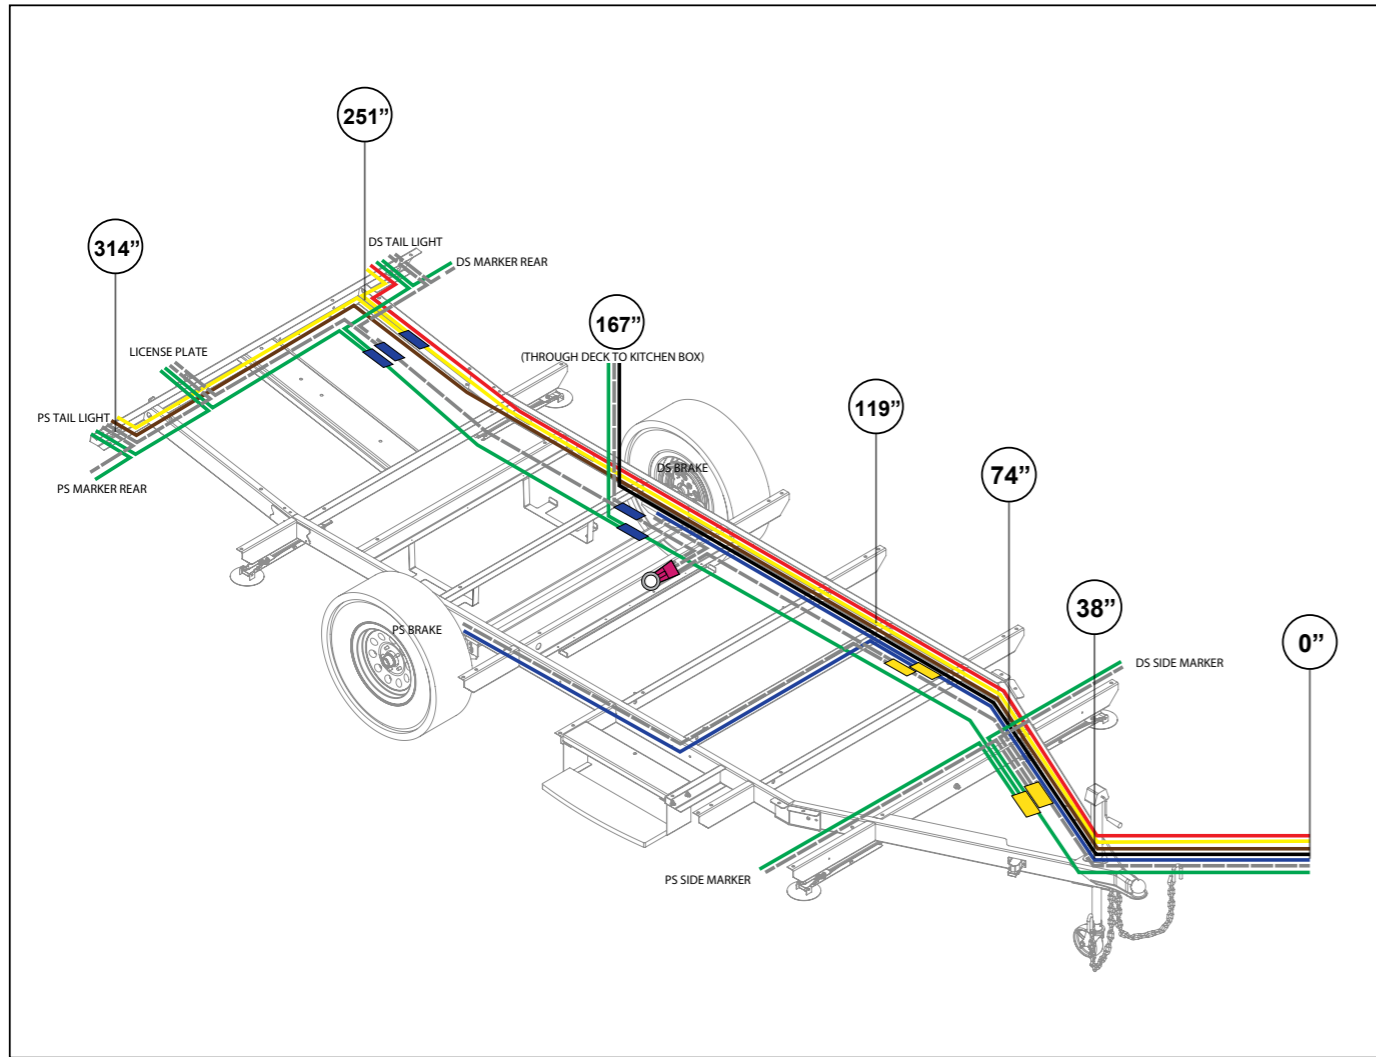 251”
314”
DS TAIL LIGHT
DS MARKER REAR
167”
(THROUGH DECK TO KITCHEN BOX)
LICENSE PLATE
119”
PS TAIL LIGHT
DS BRAKE
74”
PS MARKER REAR
38”
0”
PS BRAKE
DS SIDE MARKER
PS SIDE MARKER